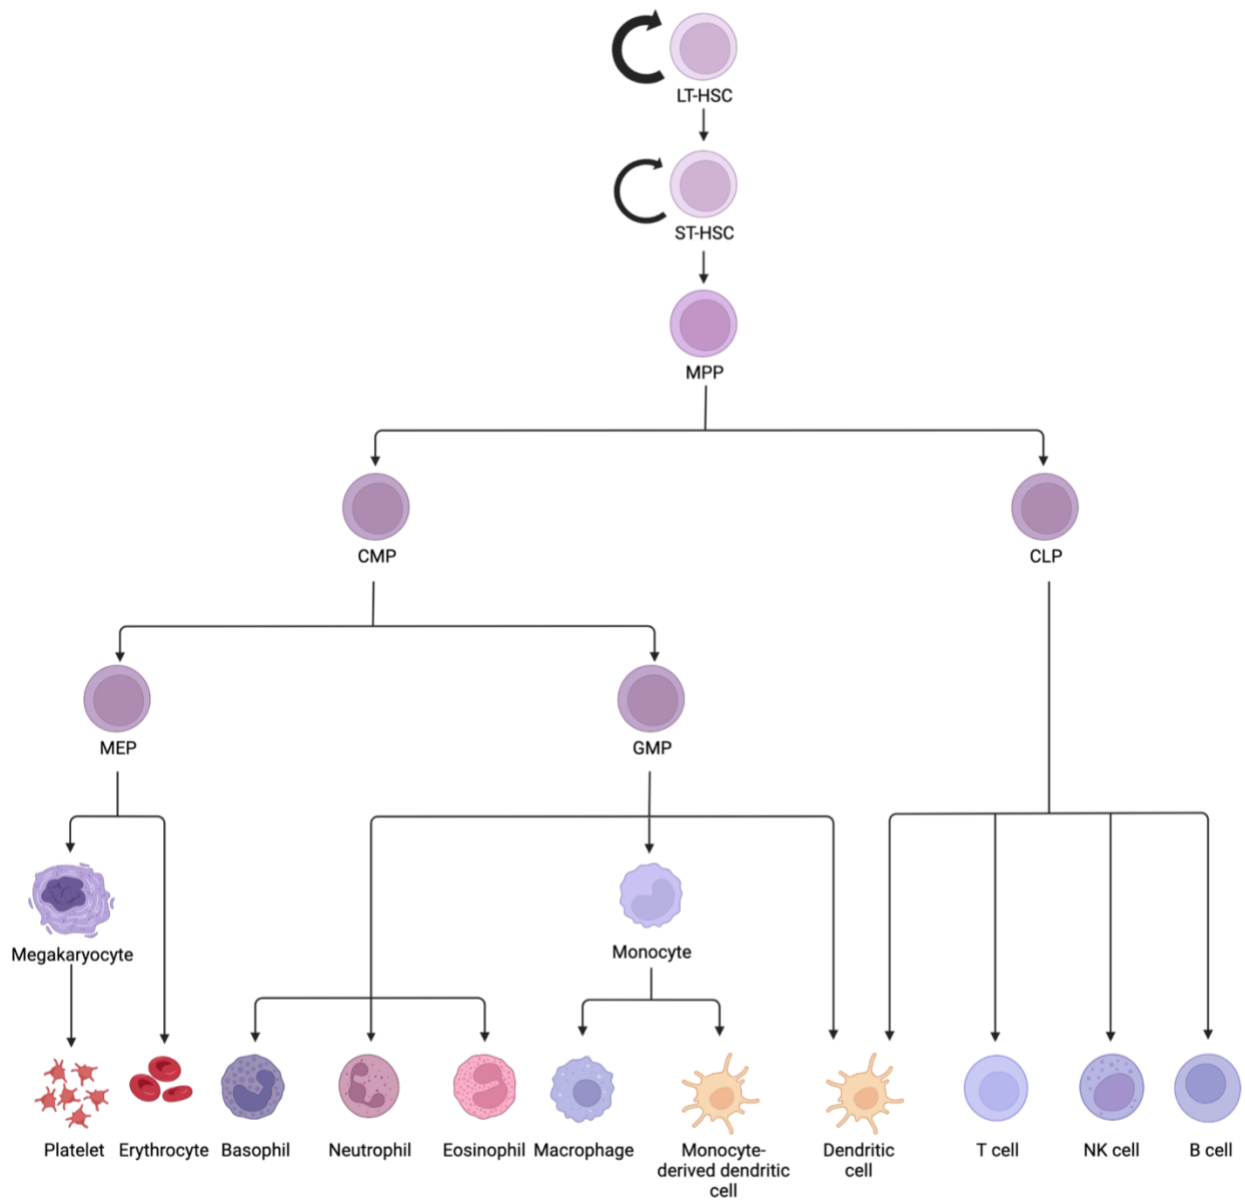 LT-HSC
ST-HSC
MPP
CMP
CLP
MEP
GMP
Megakaryocyte
Monocyte
Platelet
Erythrocyte
Basophil
Neutrophil
Eosinophil
Macrophage
Monocyte-
derived dendritic
cell
Dendritic
cell
T cell
NK cell
B cell